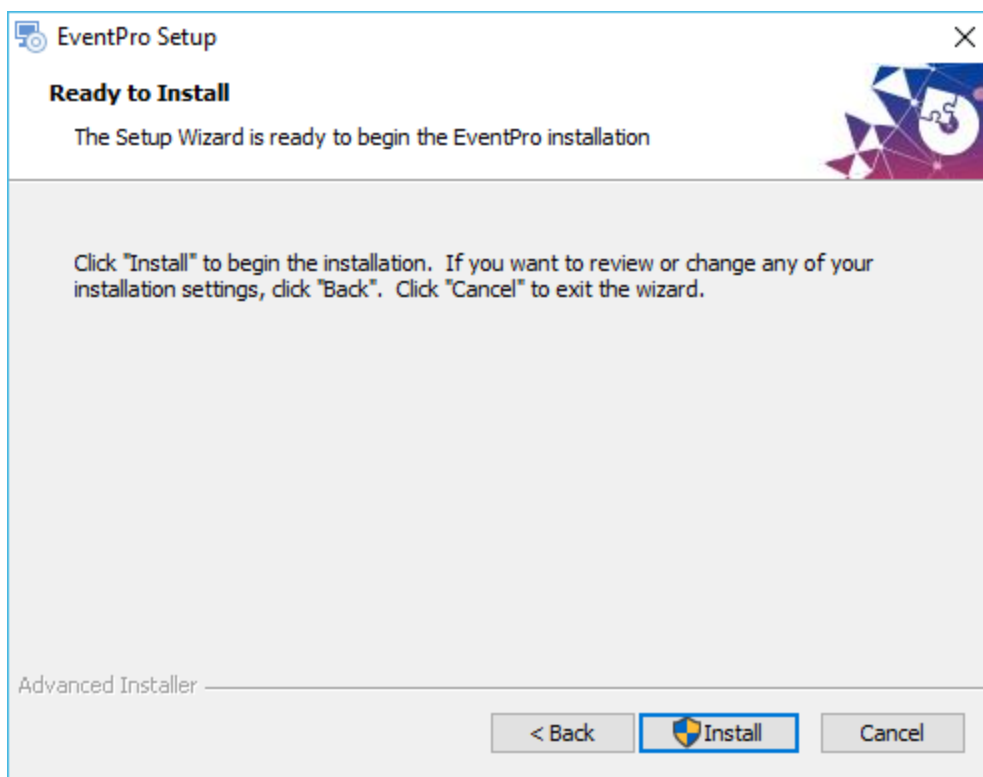 EventPro Setup
Ready to Install
The Setup Wizard is ready to begin the EventPro installation
Click "Install" to begin the installation.  If you want to review or change any of your
installation settings, click "Back".  Click "Cancel" to exit the wizard.
Advanced Installer
< Back
Install
Cancel